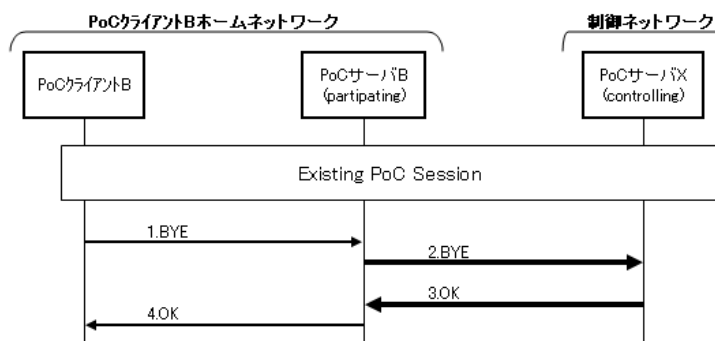 PoCクライアントBホームネットワーク
制御ネットワーク
PoCクライアントB
PoCサーバB
(partipating)
PoCサーバX
(controlling)
Existing PoC Session
1.BYE
2.BYE
3.OK
4.OK